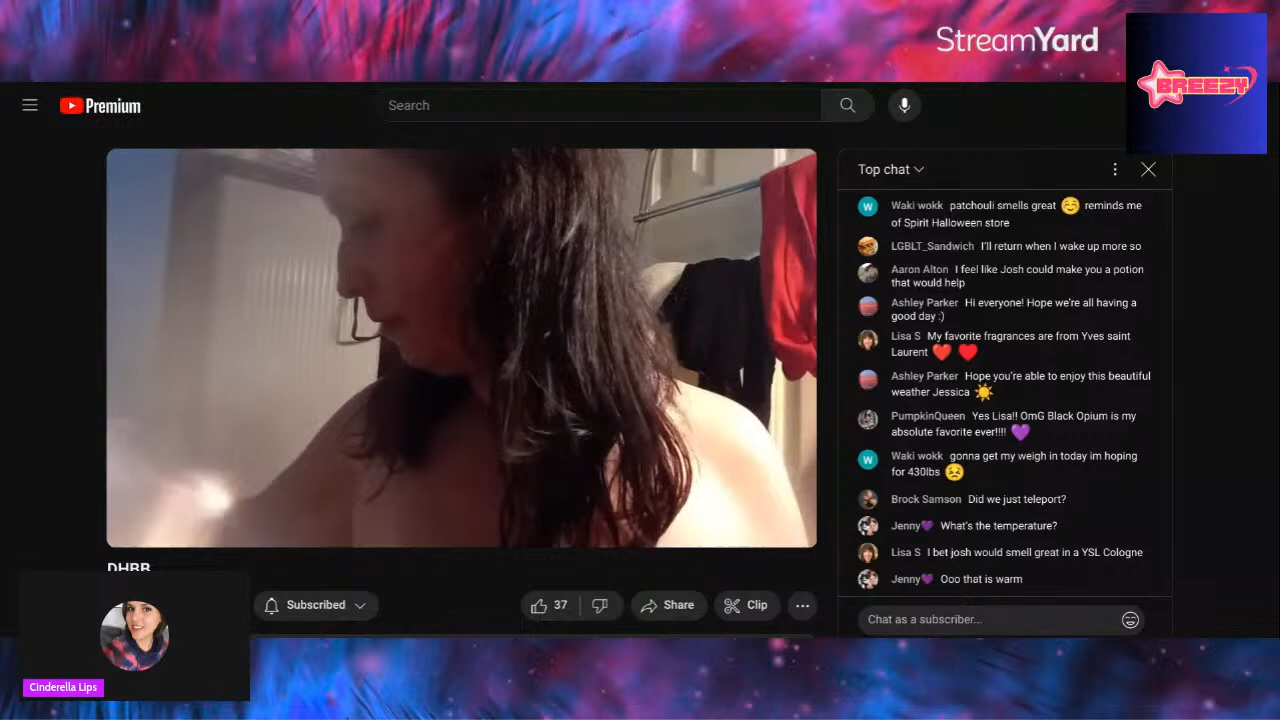 StreamYard
BREEZY
Premium
Search
Top chat
W Waki wokk patchouli smells great reminds me
of Spirit Halloween store
LGBLT_Sandwich I'll return when I wake up more so
Aaron Alton I feel like Josh could make you a potion
that would help
Ashley Parker Hi everyone! Hope we're all having a
good day :)
Lisa S My favorite fragrances are from Yves saint
Laurent
Ashley Parker Hope you're able to enjoy this beautiful
weather Jessica
PumpkinQueen Yes Lisa!! OmG Black Opium is my
absolute favorite ever!!!!
W Waki wokk gonna get my weigh in today im hoping
for 430lbs
Brock Samson Did we just teleport?
Jenny💜 What's the temperature?
Lisa S I bet josh would smell great in a YSL Cologne
Jenny💜 Ooo that is warm
Chat as a subscriber...
DHBB
Subscribed
37
Share
Clip
Cinderella Lips